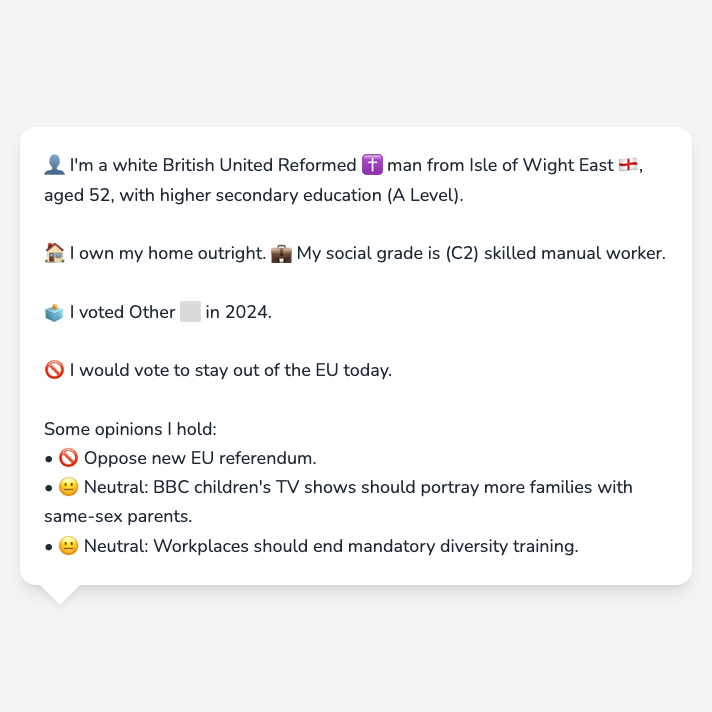 👤 I'm a white British United Reformed ✝️ man from Isle of Wight East 🏴󠁧󠁢󠁥󠁮󠁧󠁿,
aged 52, with higher secondary education (A Level).
🏠 I own my home outright. 💼 My social grade is (C2) skilled manual worker.
🗳️ I voted Other ⬜ in 2024.
🚫 I would vote to stay out of the EU today.
Some opinions I hold:
• 🚫 Oppose new EU referendum.
• 😐 Neutral: BBC children's TV shows should portray more families with
same-sex parents.
• 😐 Neutral: Workplaces should end mandatory diversity training.